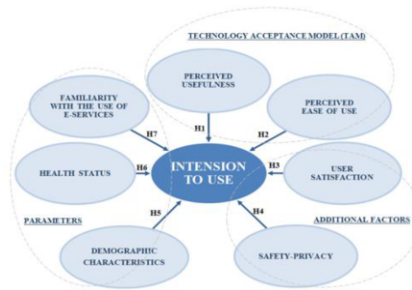 TECHNOLOGY ACCEPTANCE MODEL (TAM)
PERCEIVED
USEFULNESS
FAMILIARITY
WITH THE USE OF
E-SERVICES
PERCEIVED
EASE OF USE
H7
H1
H2
HEALTH STATUS
H6
INTENSION
TO USE
H3
USER
SATISFACTION
PARAMETERS
H5
H4
ADDITIONAL FACTORS
DEMOGRAPHIC
CHARACTERISTICS
SAFETY-PRIVACY